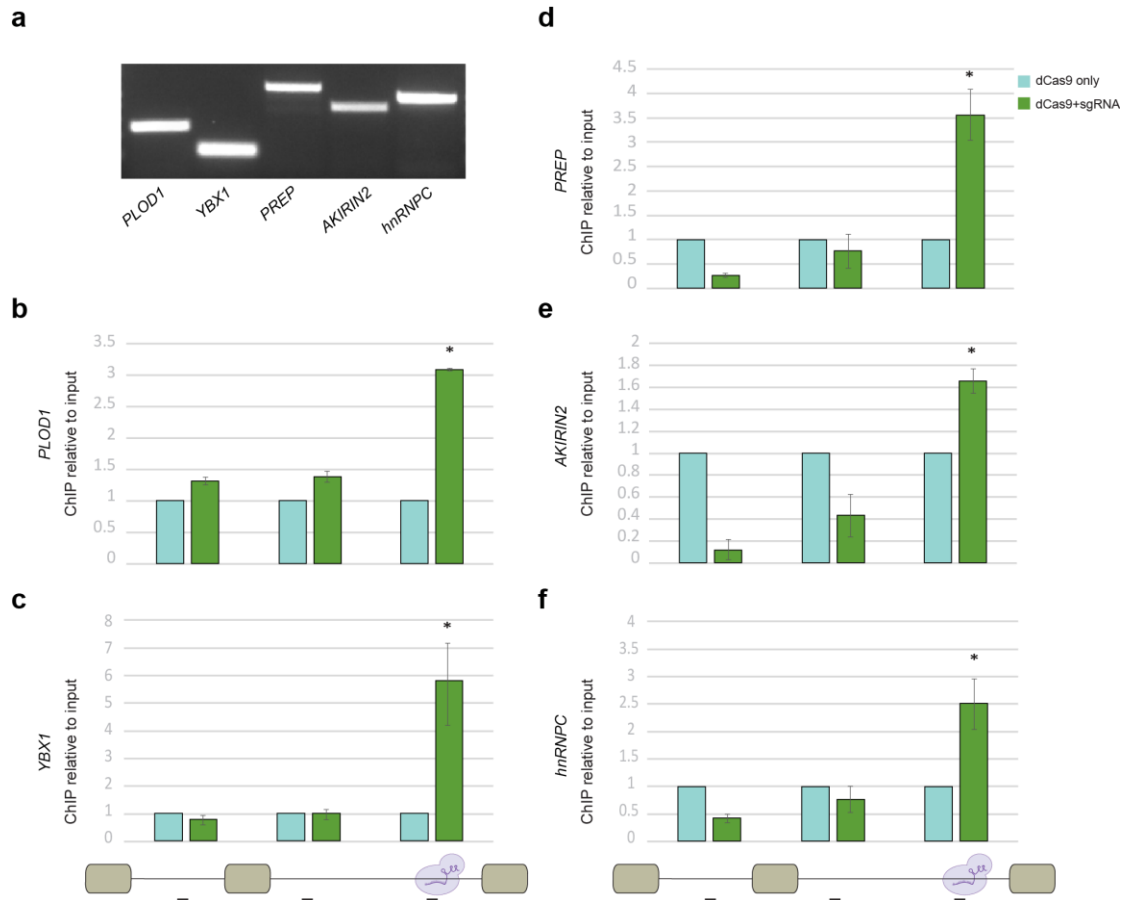 a
PLOD1
YBX1
PREP
AKIRIN2
hnRNPC
b
PLOD1
ChIP relative to input
3.5
3
2.5
2
1.5
1
0.5
0
*
c
YBX1
ChIP relative to input
8
7
6
5
4
3
2
1
0
*
d
PREP
ChIP relative to input
4.5
4
3.5
3
2.5
2
1.5
1
0.5
0
*
dCas9 only
dCas9+sgRNA
e
AKIRIN2
ChIP relative to input
2
1.8
1.6
1.4
1.2
1
0.8
0.6
0.4
0.2
0
*
f
hnRNPC
ChIP relative to input
4
3.5
3
2.5
2
1.5
1
0.5
0
*